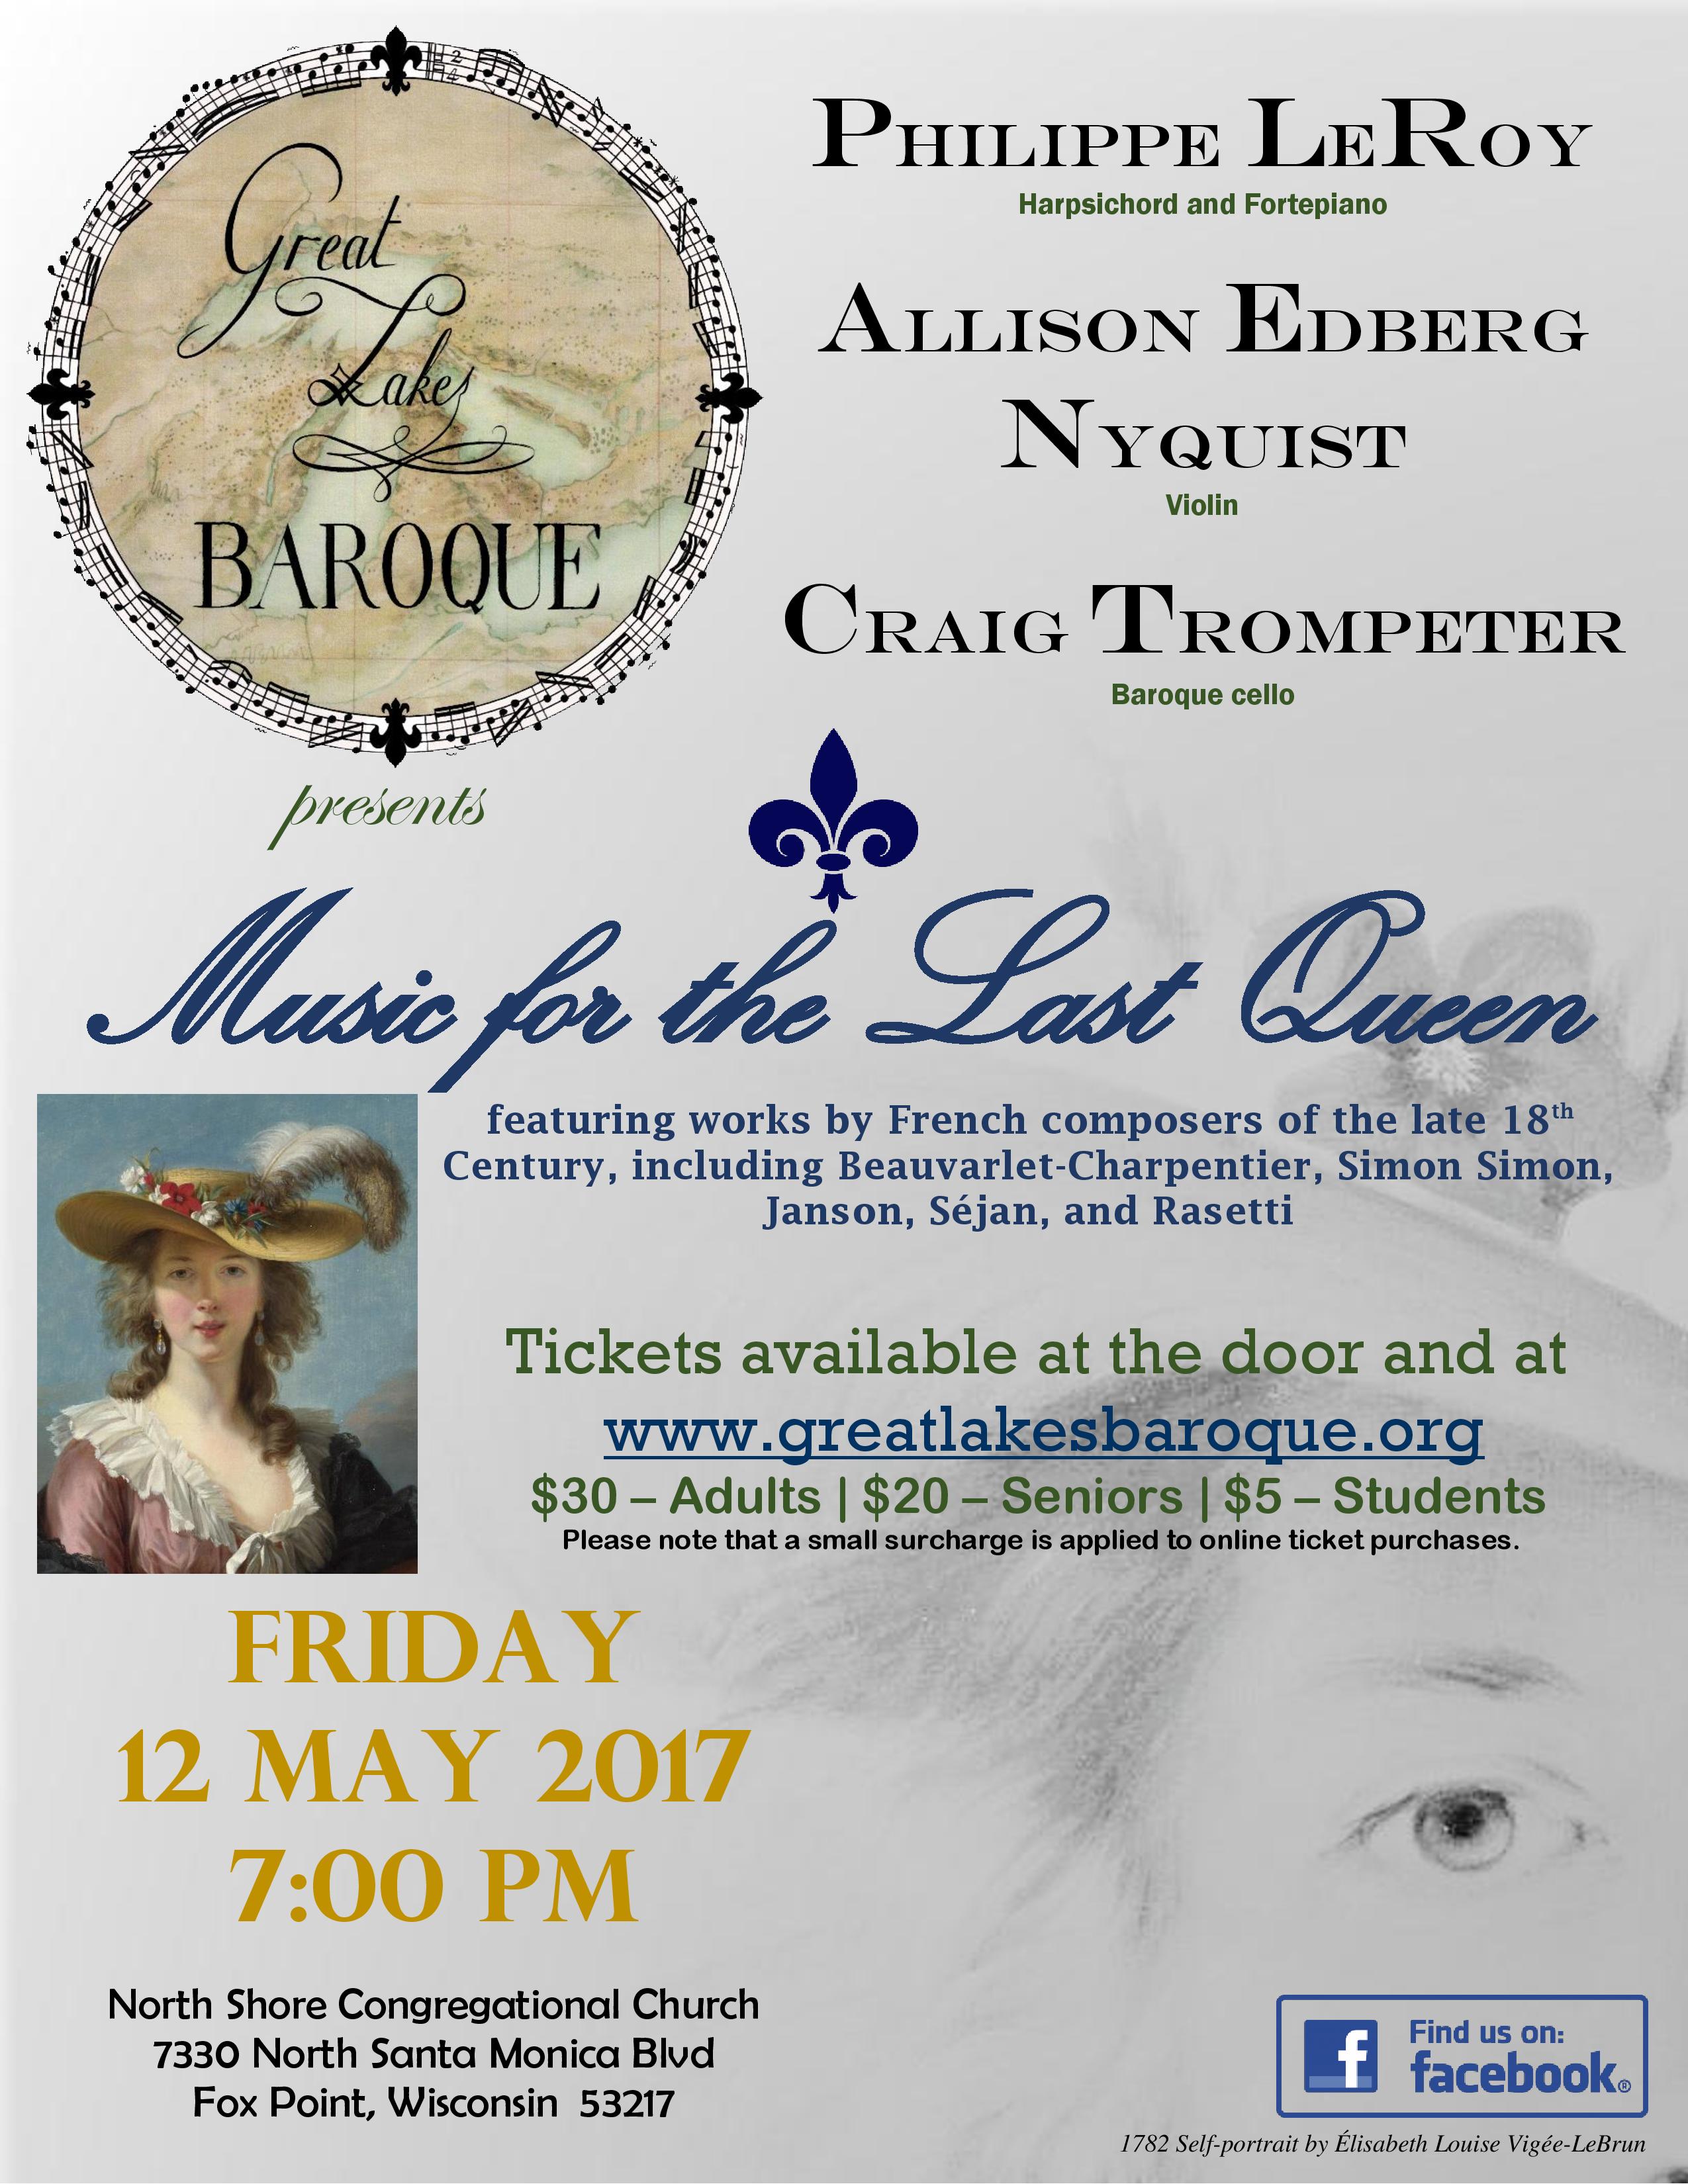 Great
Lakes
BAROQUE
presents
PHILIPPE LEROY
Harpsichord and Fortepiano
ALLISON EDBERG
NYQUIST
Violin
CRAIG TROMPETER
Baroque cello
Music for the Last Queen
featuring works by French composers of the late 18th
Century, including Beauvarlet-Charpentier, Simon Simon,
Janson, Séjan, and Rasetti
Tickets available at the door and at
www.greatlakesbaroque.org
$30 – Adults | $20 – Seniors | $5 – Students
Please note that a small surcharge is applied to online ticket purchases.
FRIDAY
12 MAY 2017
7:00 PM
North Shore Congregational Church
7330 North Santa Monica Blvd
Fox Point, Wisconsin 53217
f Find us on:
facebook®
1782 Self-portrait by Élisabeth Louise Vigée-LeBrun